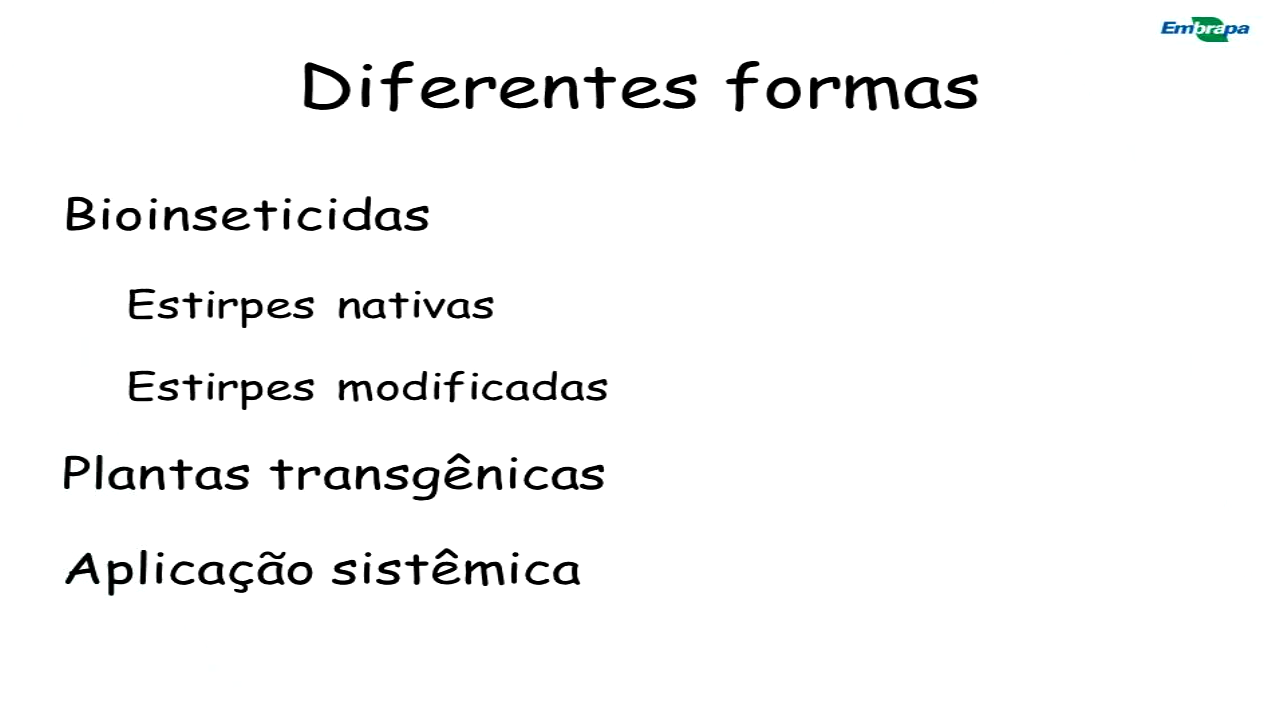 Embrapa
Diferentes formas
Bioinseticidas
Estirpes nativas
Estirpes modificadas
Plantas transgênicas
Aplicação sistêmica